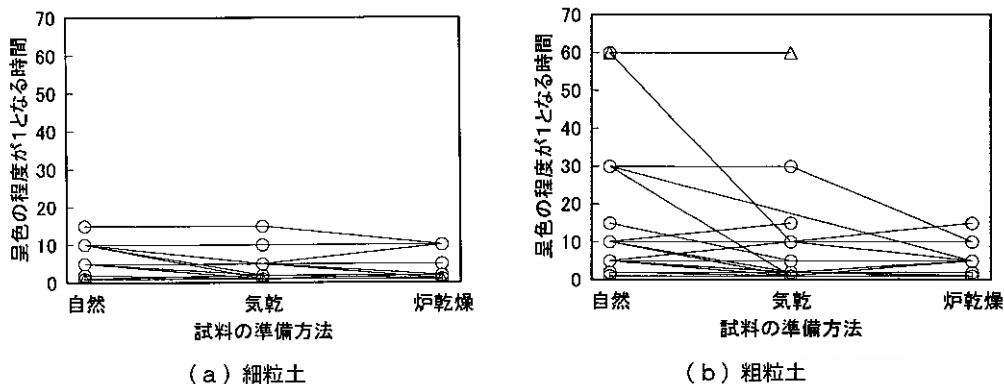 呈色の程度が1となる時間
70
60
50
40
30
20
10
0
自然 気乾 炉乾燥
試料の準備方法
(a)細粒土
呈色の程度が1となる時間
70
60
50
40
30
20
10
0
自然 気乾 炉乾燥
試料の準備方法
(b)粗粒土